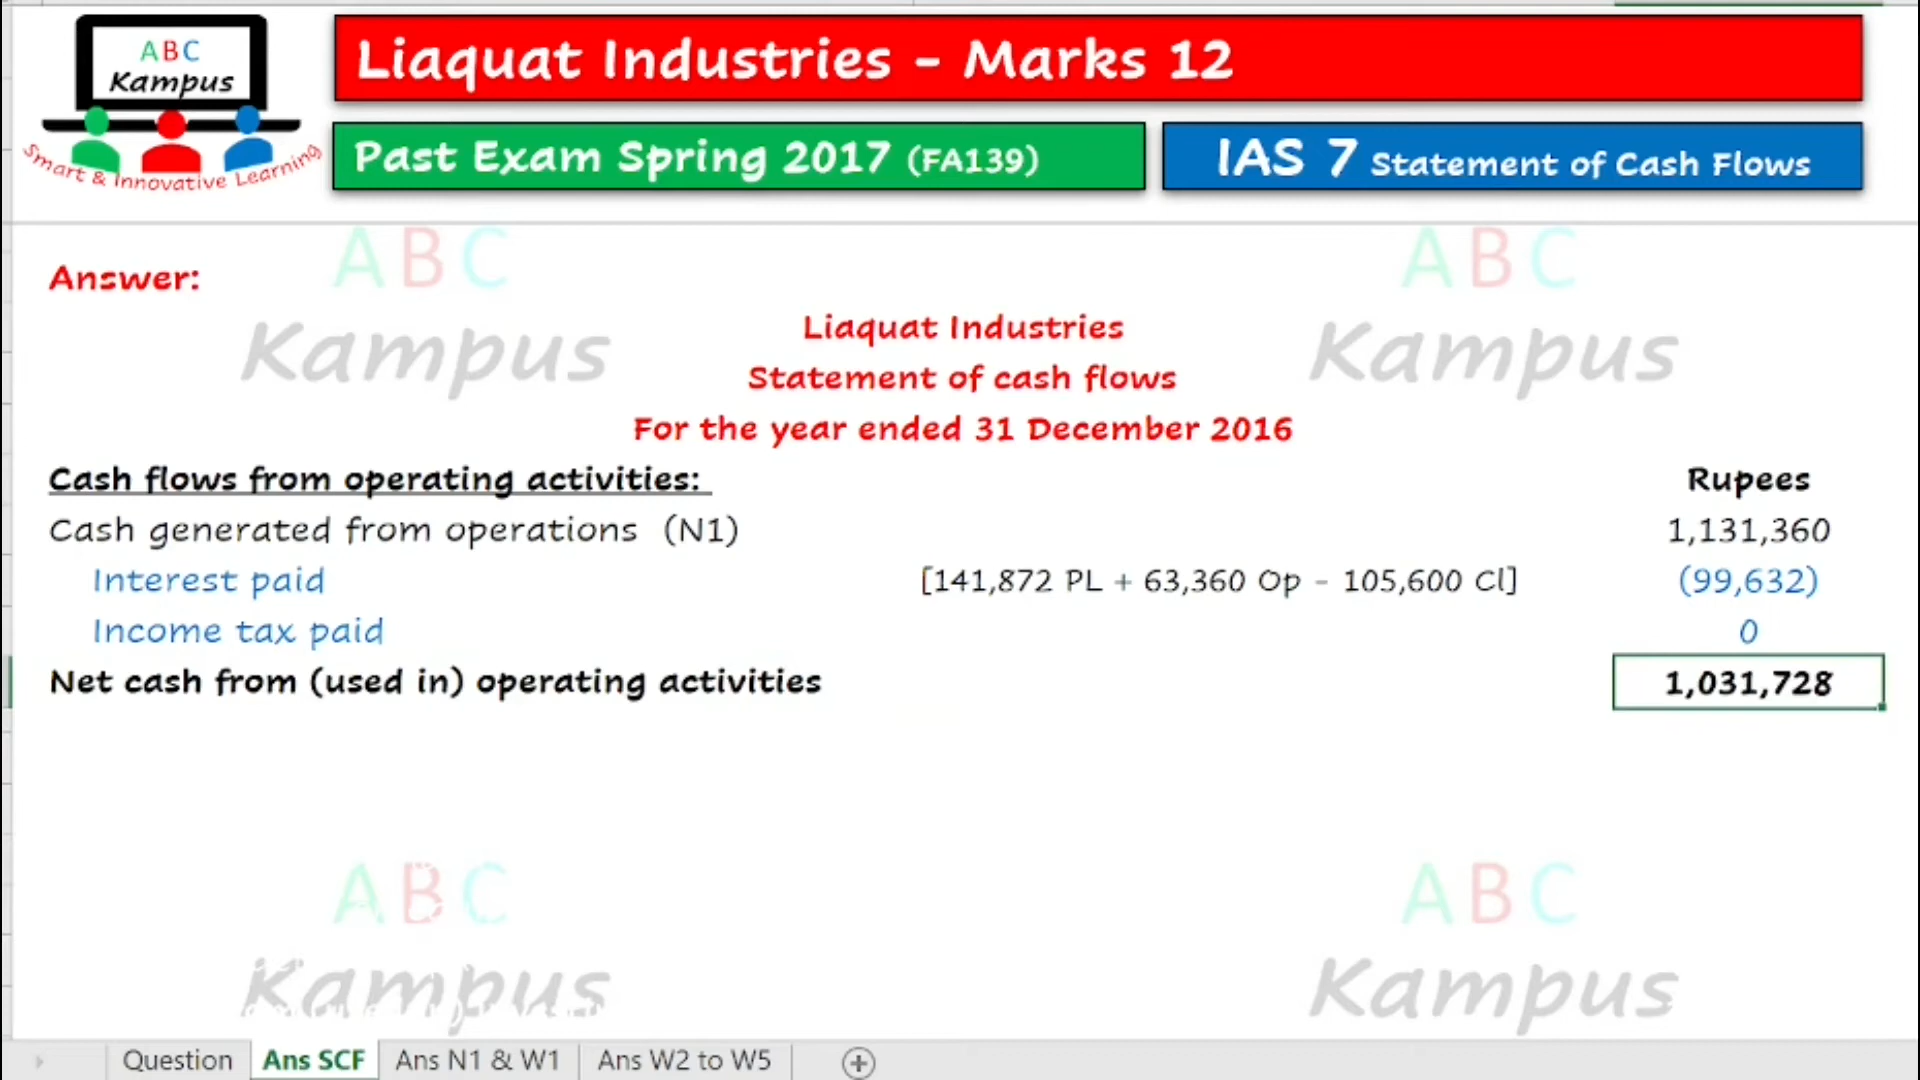 ABC
Kampus
Smart & Innovative Learning
Liaquat Industries - Marks 12
Past Exam Spring 2017 (FA139)
IAS 7 Statement of Cash Flows
ABC
Kampus
ABC
Kampus
Answer:
Liaquat Industries
Statement of cash flows
For the year ended 31 December 2016
Cash flows from operating activities: Rupees
Cash generated from operations (N1) 1,131,360
Interest paid [141,872 PL + 63,360 Op - 105,600 Cl] (99,632)
Income tax paid 0
Net cash from (used in) operating activities 1,031,728
ABC
Kampus
ABC
Kampus
Question Ans SCF Ans N1 & W1 Ans W2 to W5